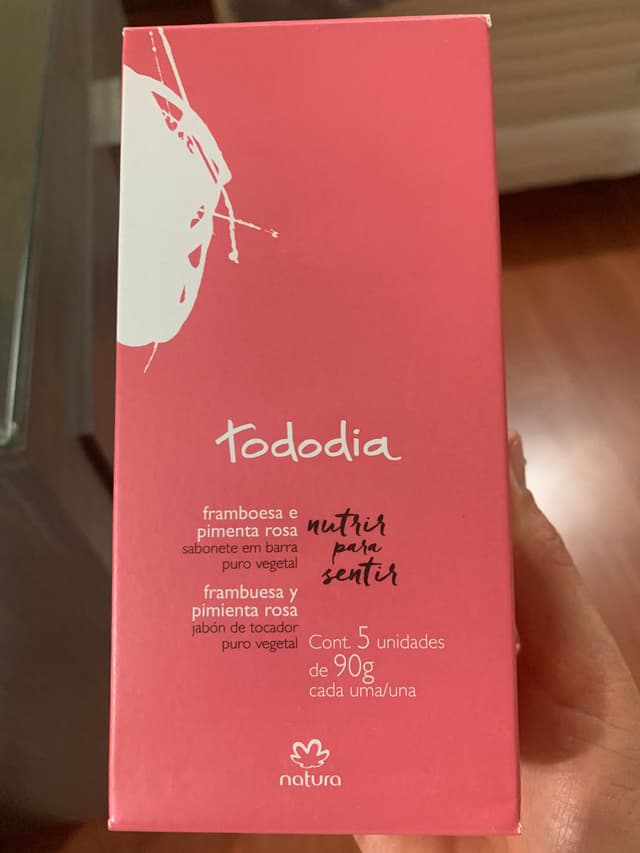 tododia
framboesa e
pimenta rosa
sabonete em barra
puro vegetal
frambuesa y
pimienta rosa
jabón de tocador
puro vegetal
nutrir
para
sentir
Cont. 5 unidades
de 90g
cada uma/una
natura